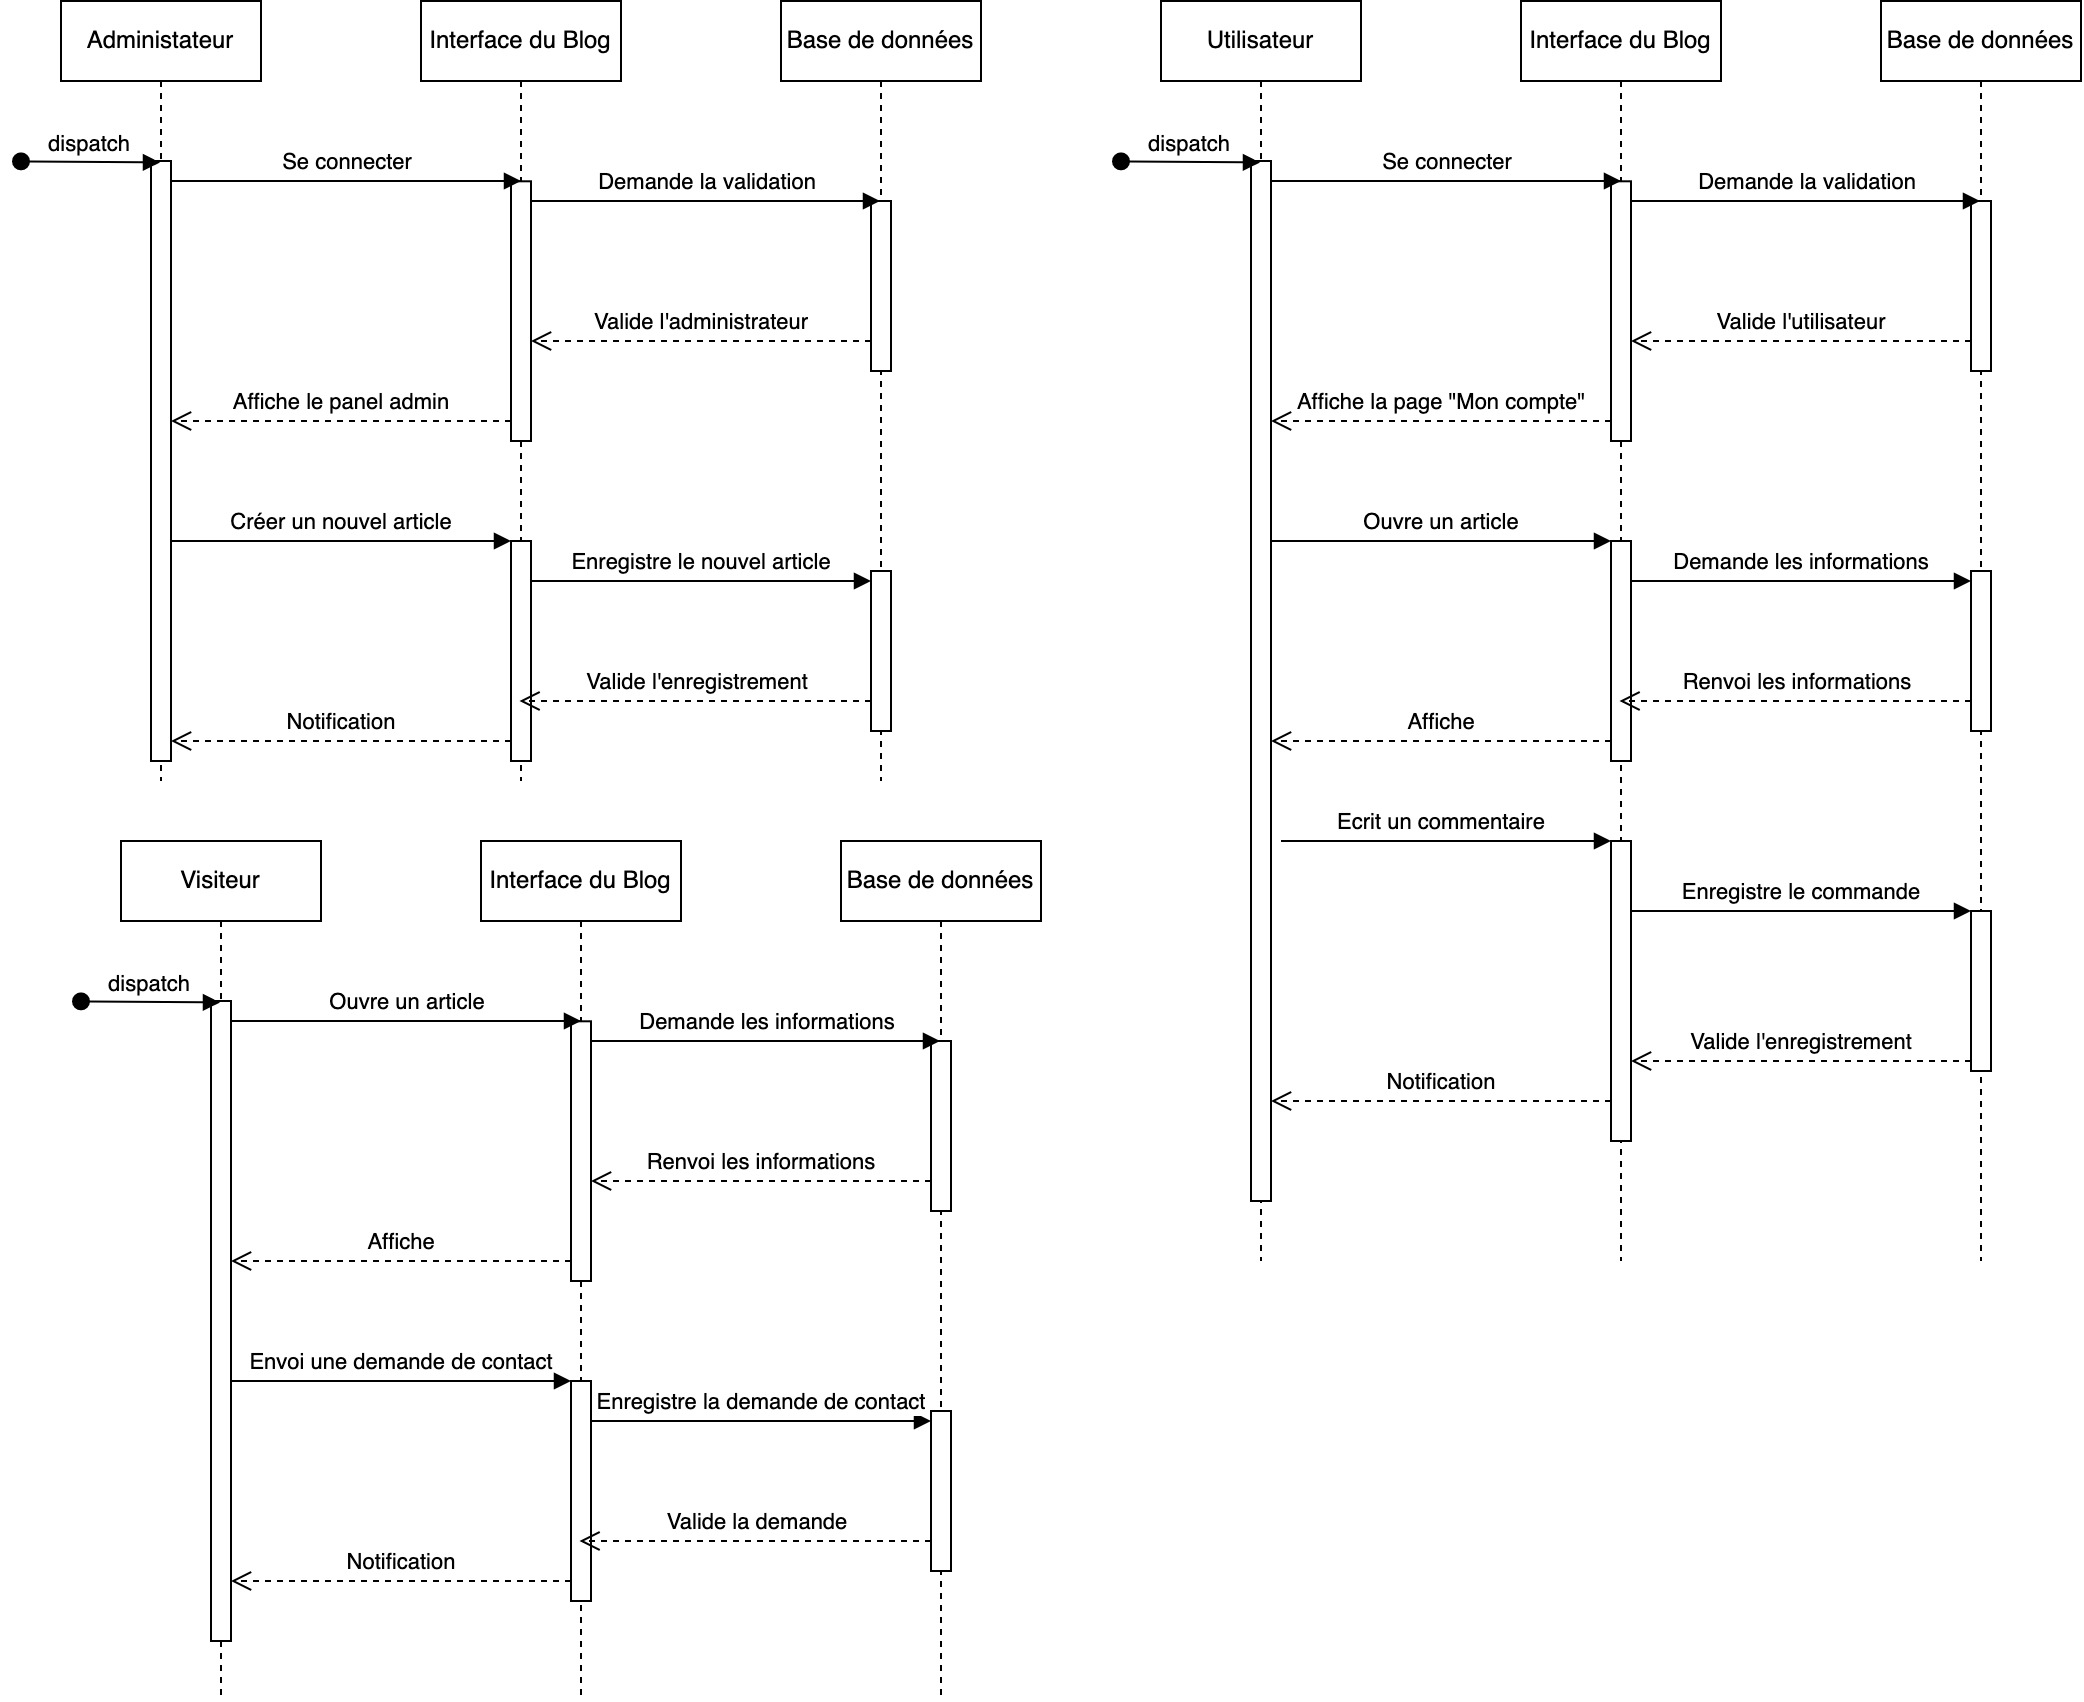 Administateur
Interface du Blog
Base de données
dispatch
Se connecter
Demande la validation
Valide l'administrateur
Affiche le panel admin
Créer un nouvel article
Enregistre le nouvel article
Valide l'enregistrement
Notification
Utilisateur
Interface du Blog
Base de données
dispatch
Se connecter
Demande la validation
Valide l'utilisateur
Affiche la page "Mon compte"
Ouvre un article
Demande les informations
Renvoi les informations
Affiche
Ecrit un commentaire
Enregistre le commande
Valide l'enregistrement
Notification
Visiteur
Interface du Blog
Base de données
dispatch
Ouvre un article
Demande les informations
Renvoi les informations
Affiche
Envoi une demande de contact
Enregistre la demande de contact
Valide la demande
Notification